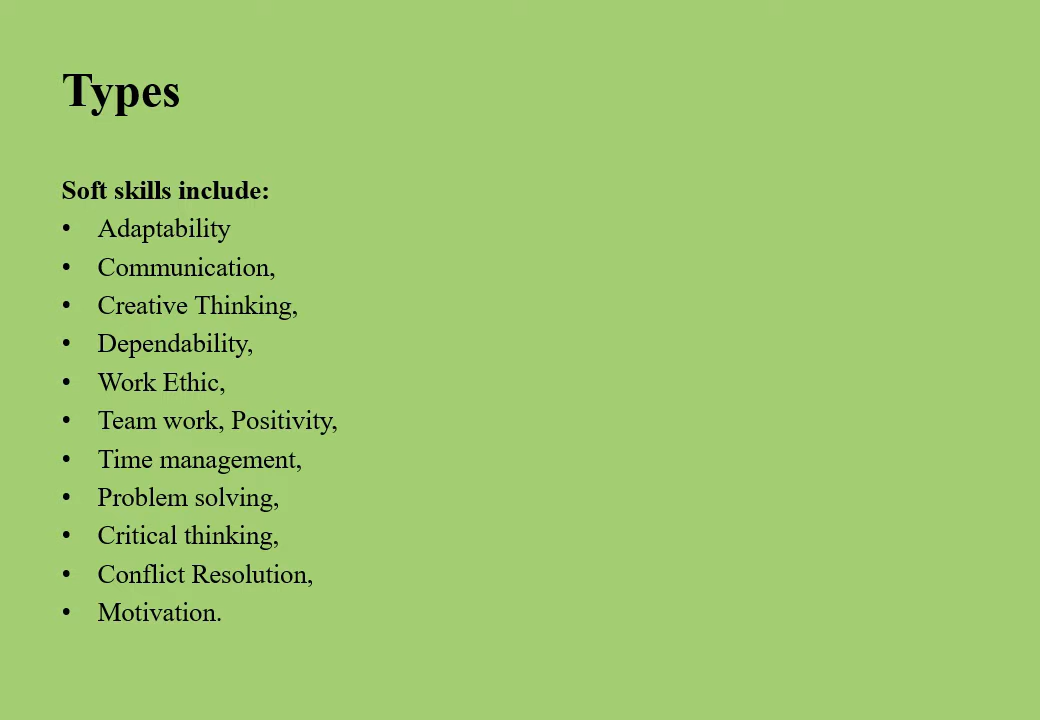 Types
Soft skills include:
• Adaptability
• Communication,
• Creative Thinking,
• Dependability,
• Work Ethic,
• Team work, Positivity,
• Time management,
• Problem solving,
• Critical thinking,
• Conflict Resolution,
• Motivation.